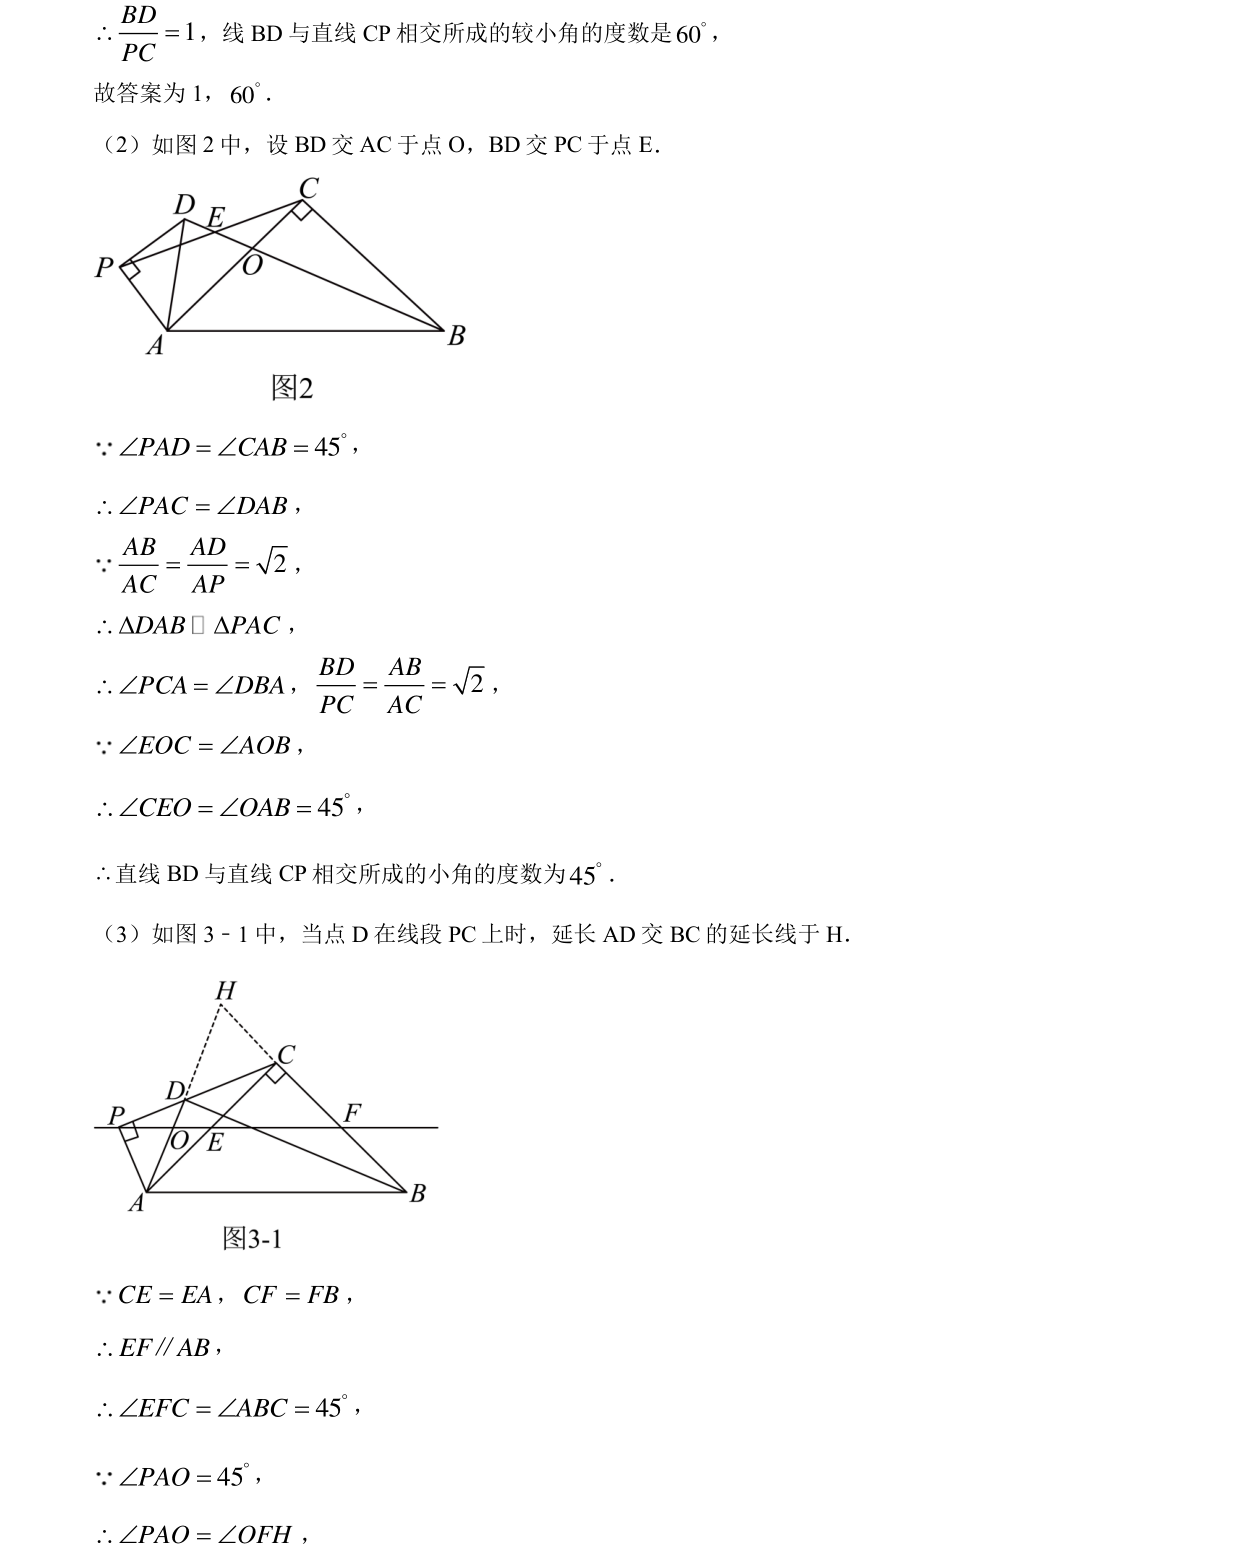 ∴BD/PC=1，线 BD 与直线 CP 相交所成的较小角的度数是60°，
故答案为 1，60°．
（2）如图 2 中，设 BD 交 AC 于点 O，BD 交 PC 于点 E．
C
D E
P
O
A
B
图2
∵∠PAD=∠CAB=45°，
∴∠PAC=∠DAB，
∵AB/AC=AD/AP=√2，
∴ΔDAB□ ΔPAC，
∴∠PCA=∠DBA，BD/PC=AB/AC=√2，
∵∠EOC=∠AOB，
∴∠CEO=∠OAB=45°，
∴直线 BD 与直线 CP 相交所成的小角的度数为45°．
（3）如图 3﹣1 中，当点 D 在线段 PC 上时，延长 AD 交 BC 的延长线于 H．
H
C
D
P
F
O E
A
B
图3-1
∵CE=EA，CF=FB，
∴EF∥AB，
∴∠EFC=∠ABC=45°，
∵∠PAO=45°，
∴∠PAO=∠OFH，